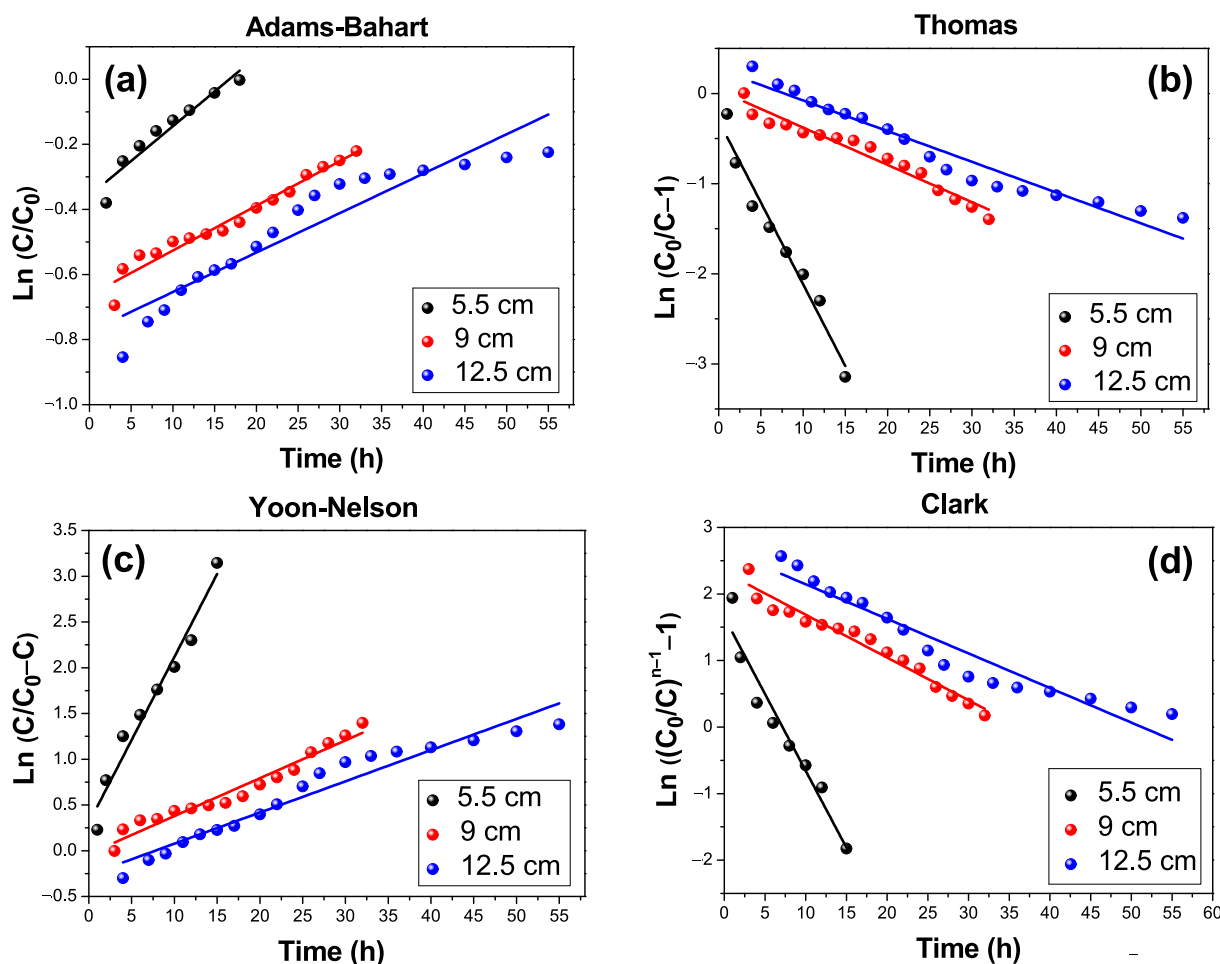 Adams-Bahart
(a)
Ln (C/C0)
0.0
−0.2
−0.4
−0.6
−0.8
−1.0
5.5 cm
9 cm
12.5 cm
0 5 10 15 20 25 30 35 40 45 50 55
Time (h)
Thomas
(b)
Ln (C0/C−1)
0
−1
−2
−3
5.5 cm
9 cm
12.5 cm
0 5 10 15 20 25 30 35 40 45 50 55
Time (h)
Yoon-Nelson
(c)
Ln (C/C0−C)
3.5
3.0
2.5
2.0
1.5
1.0
0.5
0.0
−0.5
5.5 cm
9 cm
12.5 cm
0 5 10 15 20 25 30 35 40 45 50 55
Time (h)
Clark
(d)
Ln ((C0/C)n−1−1)
3
2
1
0
−1
−2
5.5 cm
9 cm
12.5 cm
0 5 10 15 20 25 30 35 40 45 50 55 60
Time (h)